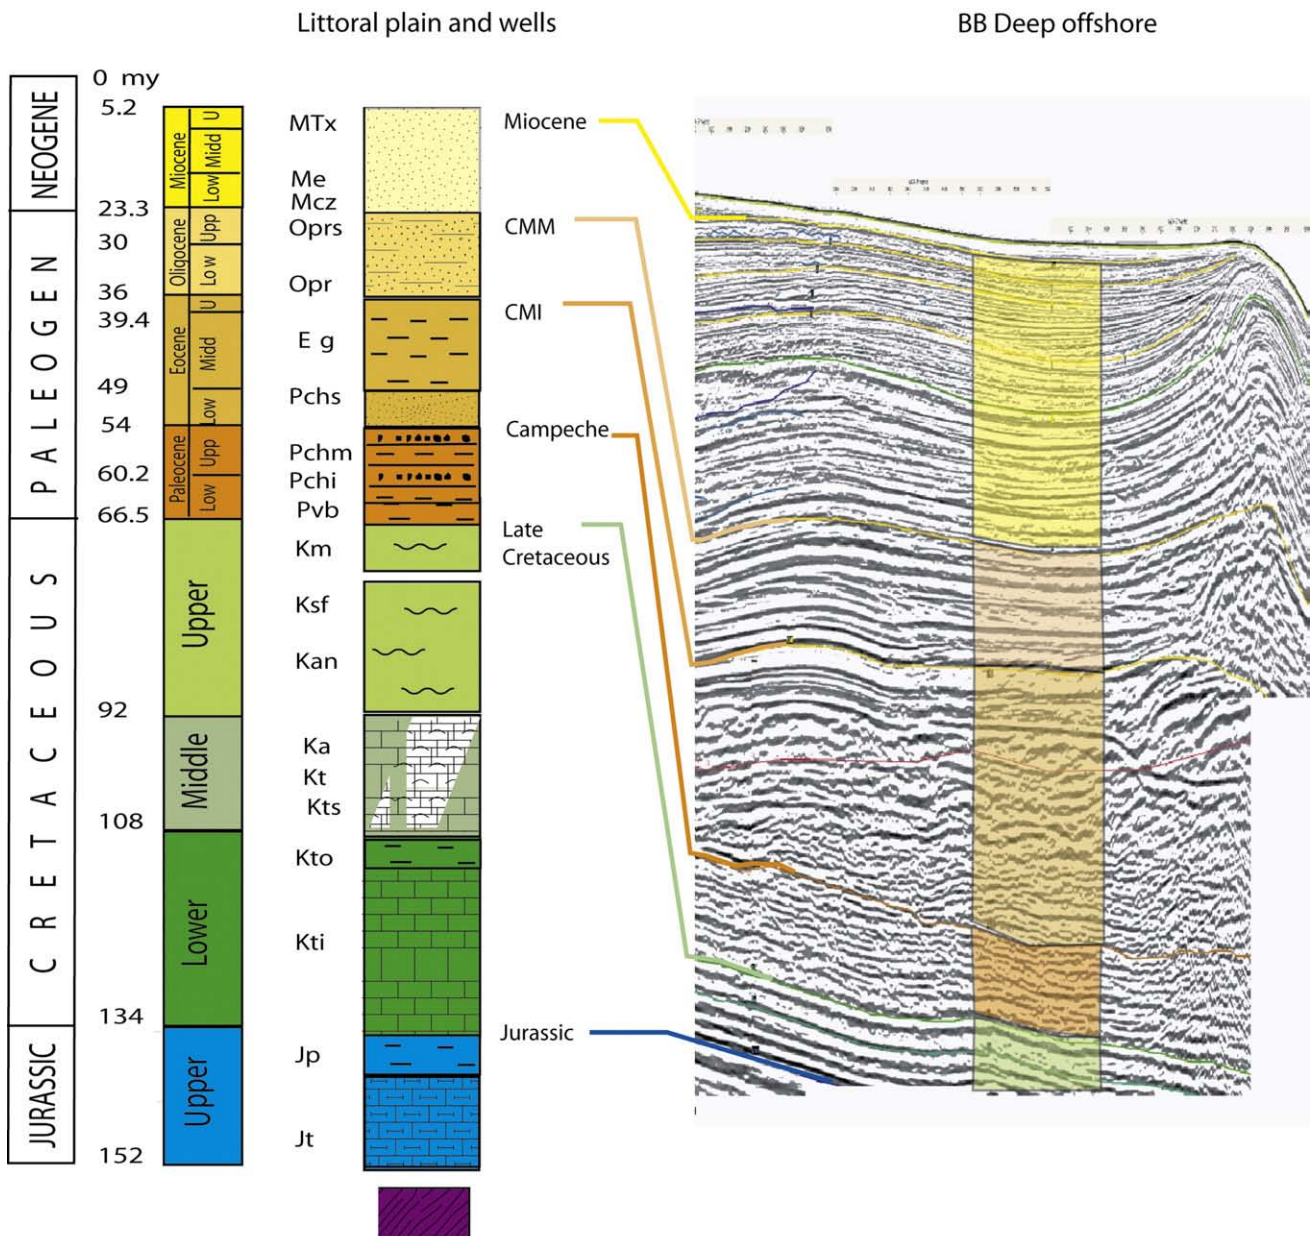 Littoral plain and wells
BB Deep offshore
0 my
5.2
23.3
30
36
39.4
49
54
60.2
66.5
92
108
134
152
NEOGENE
PALEOGEN
CRETACEOUS
JURASSIC
Miocene
U
Midd
Low
Oligocene
Upp
Low
Eocene
U
Midd
Low
Paleocene
Upp
Low
Upper
Middle
Lower
Upper
MTx
Me
Mcz
Oprs
Opr
E g
Pchs
Pchm
Pchi
Pvb
Km
Ksf
Kan
Ka
Kt
Kts
Kto
Kti
Jp
Jt
Miocene
CMM
CMI
Campeche
Late
Cretaceous
Jurassic